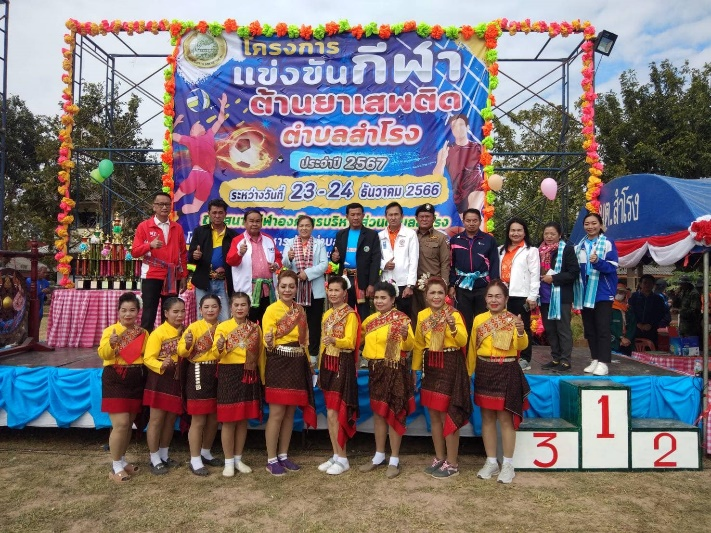 โครงการ
แข่งขันกีฬา
ต้านยาเสพติด
ตำบลสำโรง
ประจำปี 2567
ระหว่างวันที่ 23-24 ธันวาคม 2566
ต.สำโรง
3
1
2